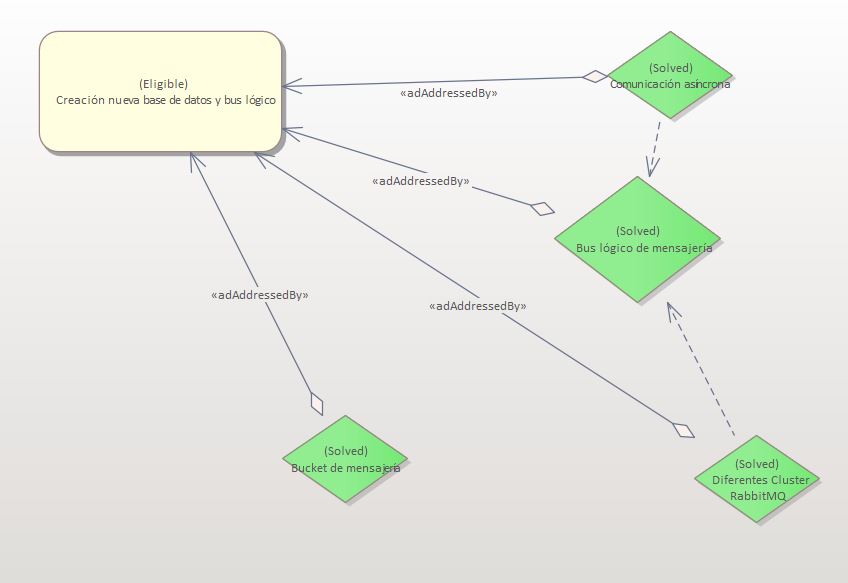 (Eligible)
Creación nueva base de datos y bus lógico
(Solved)
Comunicación asíncrona
«adAddressedBy»
«adAddressedBy»
(Solved)
Bus lógico de mensajería
«adAddressedBy»
«adAddressedBy»
(Solved)
Bucket de mensajería
(Solved)
Diferentes Cluster
RabbitMQ